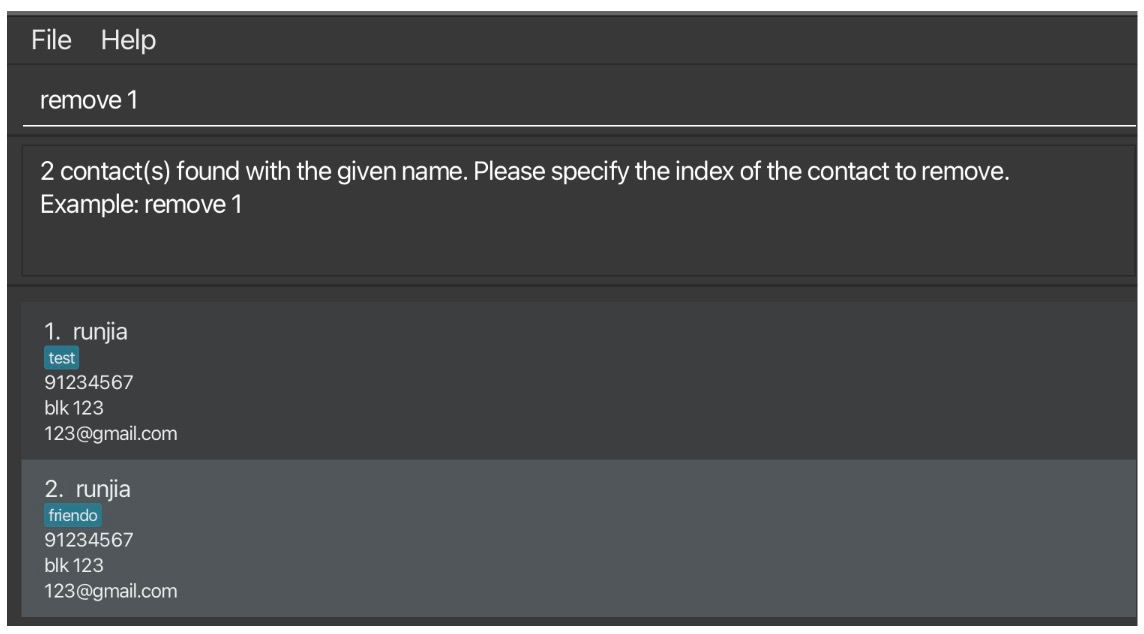 File Help
remove 1
2 contact(s) found with the given name. Please specify the index of the contact to remove.
Example: remove 1
1. runjia
test
91234567
blk 123
123@gmail.com
2. runjia
friendo
91234567
blk 123
123@gmail.com